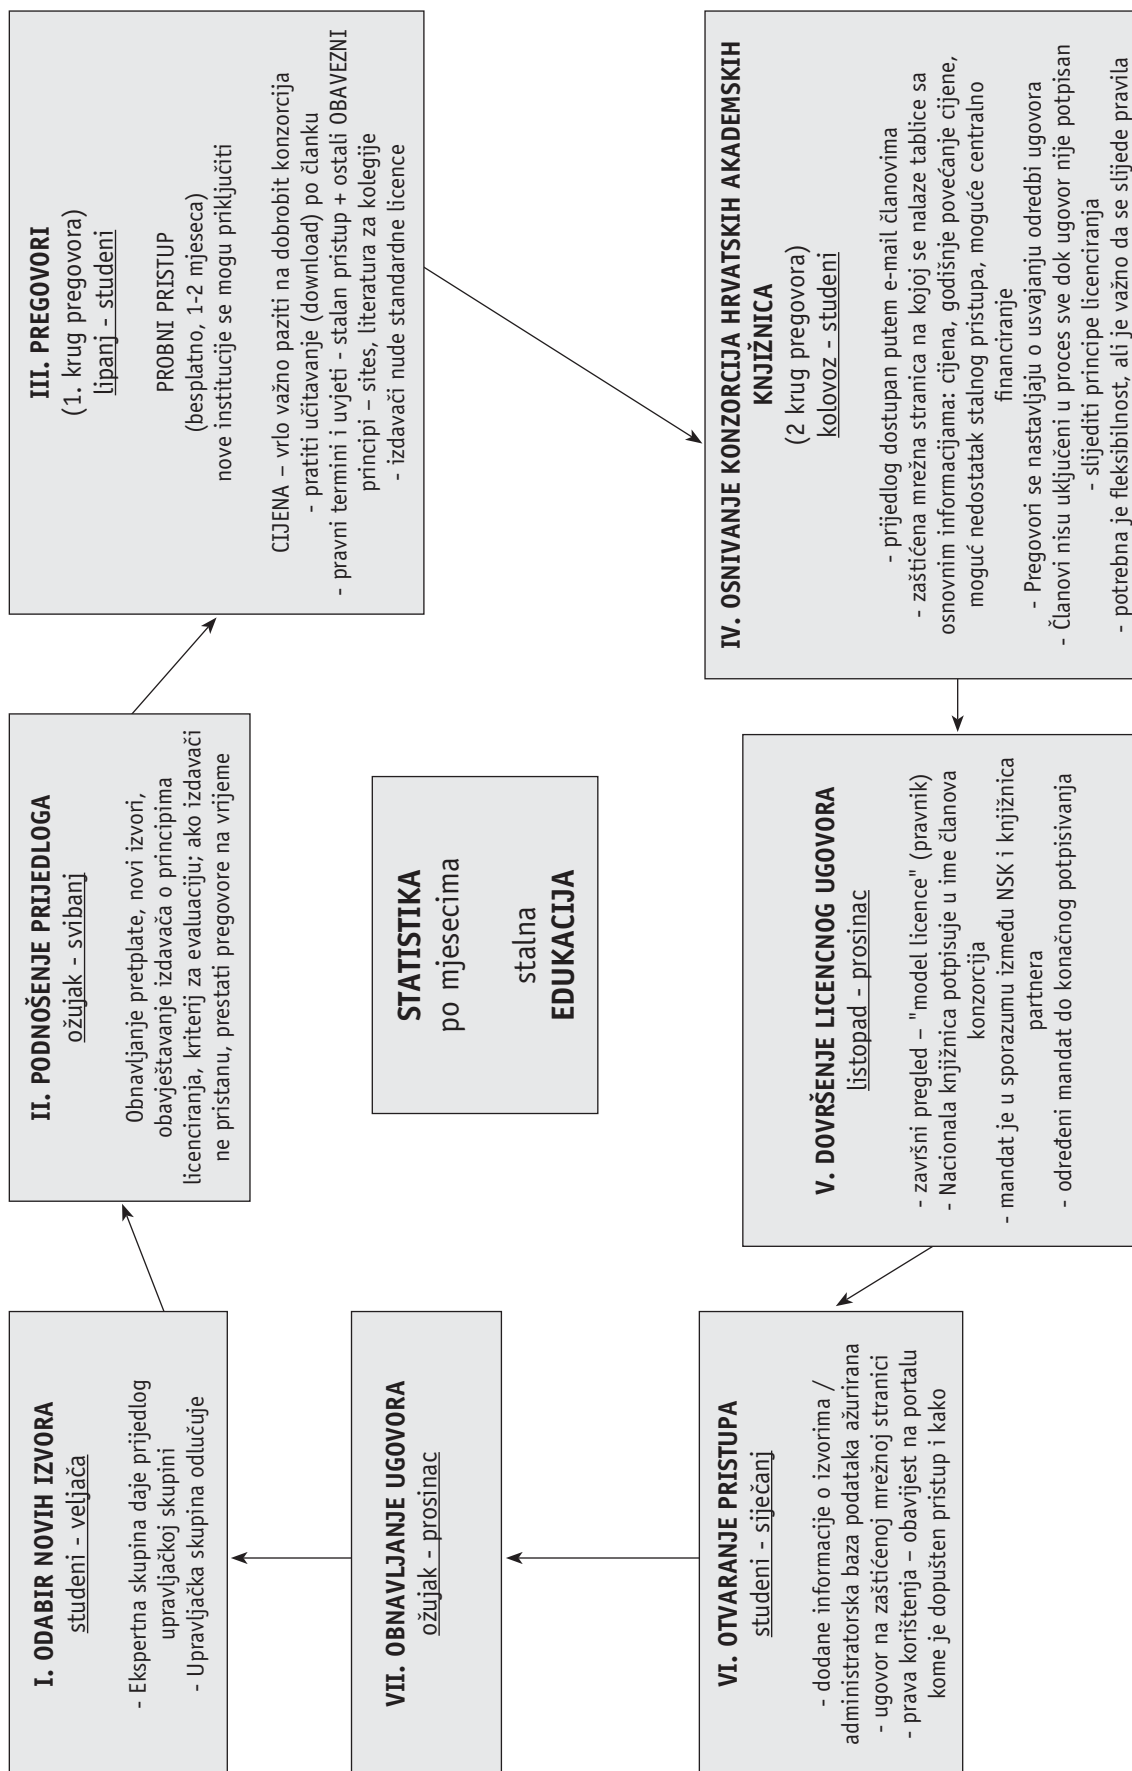 I. ODABIR NOVIH IZVORA
studeni - veljača
- Ekspertna skupina daje prijedlog
upravljačkoj skupini
- Upravljačka skupina odlučuje
II. PODNOŠENJE PRIJEDLOGA
ožujak - svibanj
Obnavljanje pretplate, novi izvori,
obavještavanje izdavača o principima
licenciranja, kriterij za evaluaciju; ako izdavači
ne pristanu, prestati pregovore na vrijeme
III. PREGOVORI
(1. krug pregovora)
lipanj - studeni
PROBNI PRISTUP
(besplatno, 1-2 mjeseca)
nove institucije se mogu priključiti
CIJENA – vrlo važno paziti na dobrobit konzorcija
- pratiti učitavanje (download) po članku
- pravni termini i uvjeti - stalan pristup + ostali OBAVEZNI
principi – sites, literatura za kolegije
- izdavači nude standardne licence
VII. OBNAVLJANJE UGOVORA
ožujak - prosinac
STATISTIKA
po mjesecima
stalna
EDUKACIJA
VI. OTVARANJE PRISTUPA
studeni - siječanj
- dodane informacije o izvorima /
administratorska baza podataka ažurirana
- ugovor na zaštićenoj mrežnoj stranici
- prava korištenja – obavijest na portalu
kome je dopušten pristup i kako
V. DOVRŠENJE LICENCNOG UGOVORA
listopad - prosinac
- završni pregled – "model licence" (pravnik)
- Nacionala knjižnica potpisuje u ime članova
konzorcija
- mandat je u sporazumu između NSK i knjižnica
partnera
- određeni mandat do konačnog potpisivanja
IV. OSNIVANJE KONZORCIJA HRVATSKIH AKADEMSKIH
KNJIŽNICA
(2 krug pregovora)
kolovoz - studeni
- prijedlog dostupan putem e-mail članovima
- zaštićena mrežna stranica na kojoj se nalaze tablice sa
osnovnim informacijama: cijena, godišnje povećanje cijene,
moguć nedostatak stalnog pristupa, moguće centralno
financiranje
- Pregovori se nastavljaju o usvajanju odredbi ugovora
- Članovi nisu uključeni u proces sve dok ugovor nije potpisan
- slijediti principe licenciranja
- potrebna je fleksibilnost, ali je važno da se slijede pravila